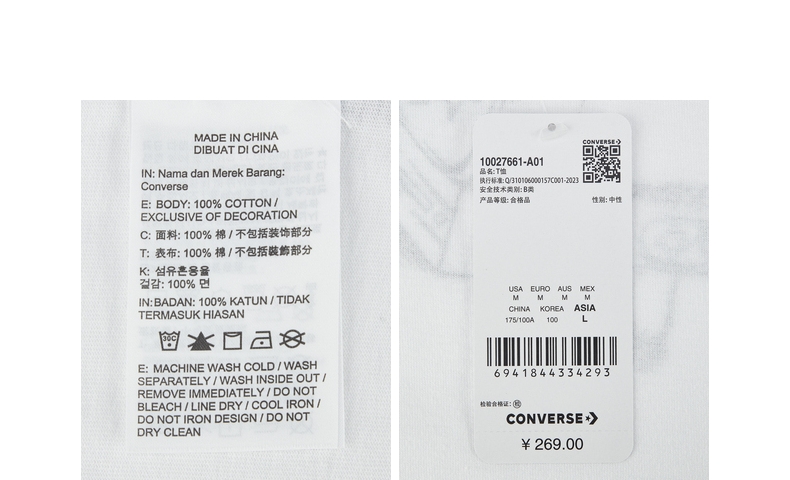 MADE IN CHINA
DIBUAT DI CINA
IN: Nama dan Merek Barang:
Converse
E: BODY: 100% COTTON /
EXCLUSIVE OF DECORATION
C: 面料: 100% 棉 / 不包括装饰部分
T: 表布: 100% 棉 / 不包括裝飾部分
K: 섬유혼용율
겉감: 100% 면
IN:BADAN: 100% KATUN / TIDAK
TERMASUK HIASAN
30C
E: MACHINE WASH COLD / WASH
SEPARATELY / WASH INSIDE OUT /
REMOVE IMMEDIATELY / DO NOT
BLEACH / LINE DRY / COOL IRON /
DO NOT IRON DESIGN / DO NOT
DRY CLEAN
CONVERSE
10027661-A01
品名: T恤
执行标准: Q/310106000157C001-2023
安全技术类别: B类
产品等级: 合格品 性别: 中性
USA EURO AUS MEX
M M M M
CHINA KOREA ASIA
175/100A 100 L
6941844334293
检验合格证:
CONVERSE
¥ 269.00